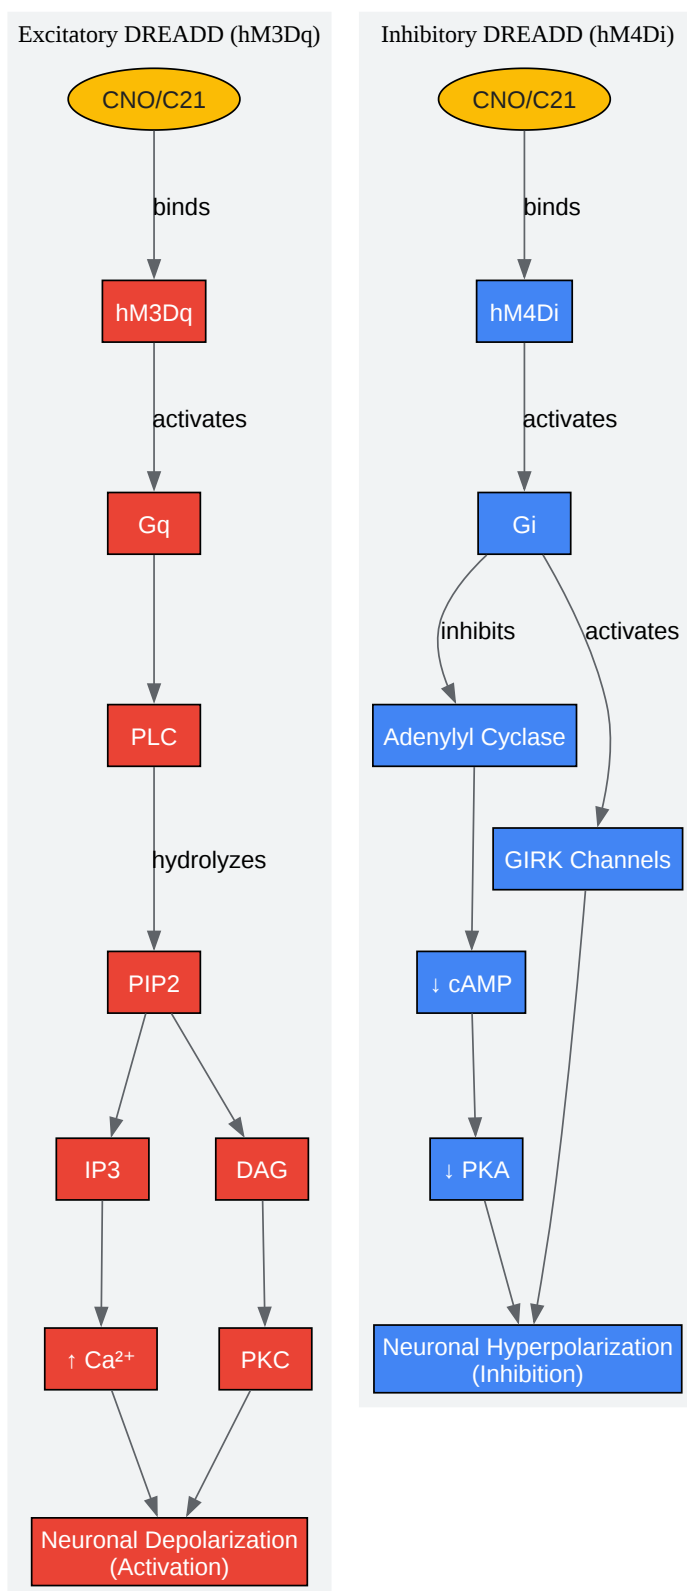 Excitatory DREADD (hM3Dq)
CNO/C21
binds
hM3Dq
activates
Gq
PLC
hydrolyzes
PIP2
IP3
DAG
↑ Ca²⁺
PKC
Neuronal Depolarization
(Activation)
Inhibitory DREADD (hM4Di)
CNO/C21
binds
hM4Di
activates
Gi
inhibits
activates
Adenylyl Cyclase
GIRK Channels
↓ cAMP
↓ PKA
Neuronal Hyperpolarization
(Inhibition)